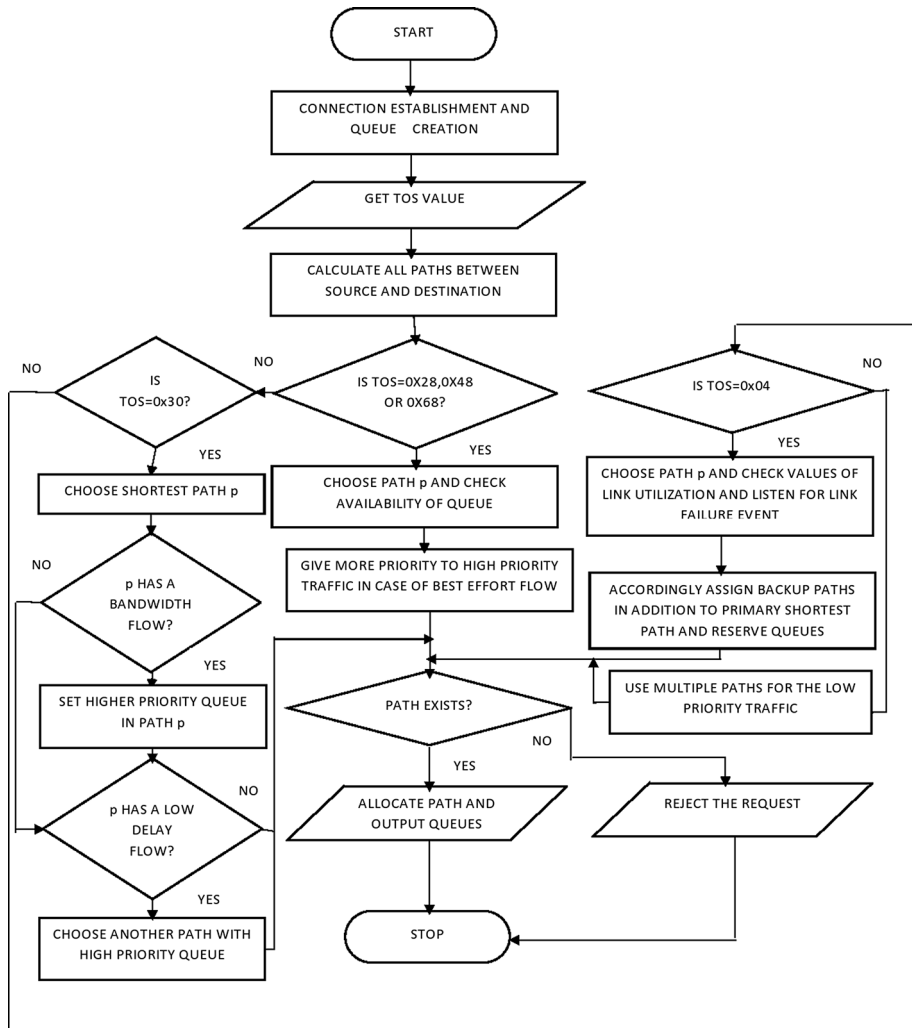 START
CONNECTION ESTABLISHMENT AND
QUEUE CREATION
GET TOS VALUE
CALCULATE ALL PATHS BETWEEN
SOURCE AND DESTINATION
NO
IS
TOS=0x30?
NO
IS TOS=0X28,0X48
OR 0X68?
IS TOS=0x04
NO
YES
YES
YES
CHOOSE SHORTEST PATH p
CHOOSE PATH p AND CHECK
AVAILABILITY OF QUEUE
CHOOSE PATH p AND CHECK VALUES OF
LINK UTILIZATION AND LISTEN FOR LINK
FAILURE EVENT
NO
p HAS A
BANDWIDTH
FLOW?
GIVE MORE PRIORITY TO HIGH PRIORITY
TRAFFIC IN CASE OF BEST EFFORT FLOW
ACCORDINGLY ASSIGN BACKUP PATHS
IN ADDITION TO PRIMARY SHORTEST
PATH AND RESERVE QUEUES
YES
SET HIGHER PRIORITY QUEUE
IN PATH p
PATH EXISTS?
USE MULTIPLE PATHS FOR THE LOW
PRIORITY TRAFFIC
NO
YES
p HAS A LOW
DELAY
FLOW?
NO
ALLOCATE PATH AND
OUTPUT QUEUES
REJECT THE REQUEST
YES
CHOOSE ANOTHER PATH WITH
HIGH PRIORITY QUEUE
STOP